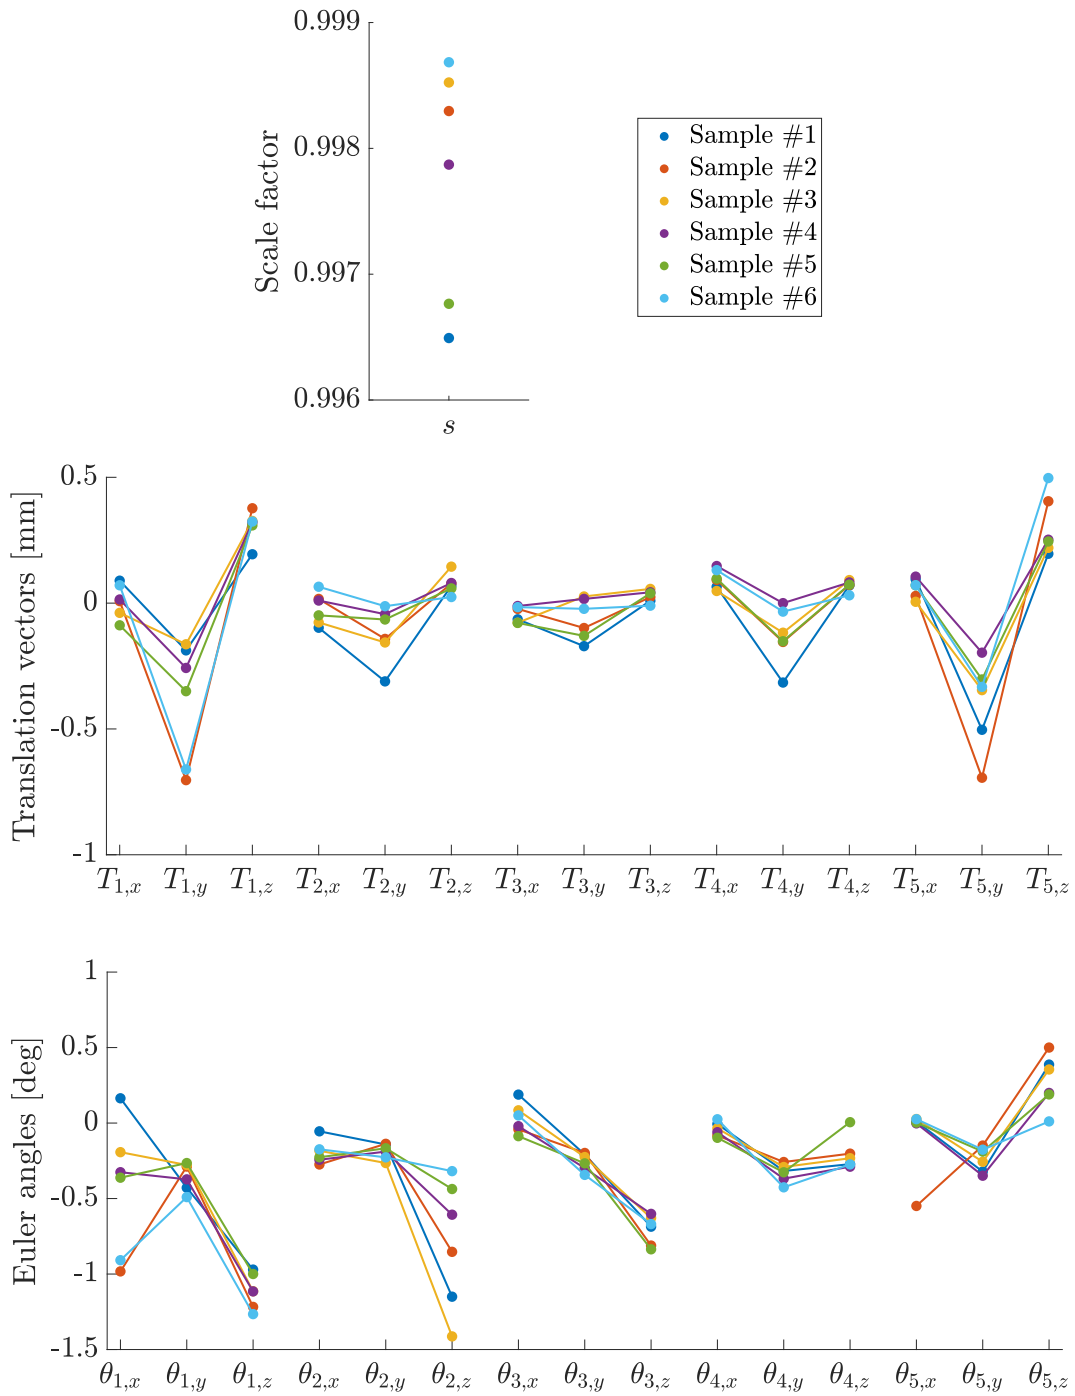 0.999
0.998
0.997
0.996
Scale factor
s
Sample #1
Sample #2
Sample #3
Sample #4
Sample #5
Sample #6
0.5
0
-0.5
-1
Translation vectors [mm]
T1,x T1,y T1,z T2,x T2,y T2,z T3,x T3,y T3,z T4,x T4,y T4,z T5,x T5,y T5,z
1
0.5
0
-0.5
-1
-1.5
Euler angles [deg]
θ1,x θ1,y θ1,z θ2,x θ2,y θ2,z θ3,x θ3,y θ3,z θ4,x θ4,y θ4,z θ5,x θ5,y θ5,z